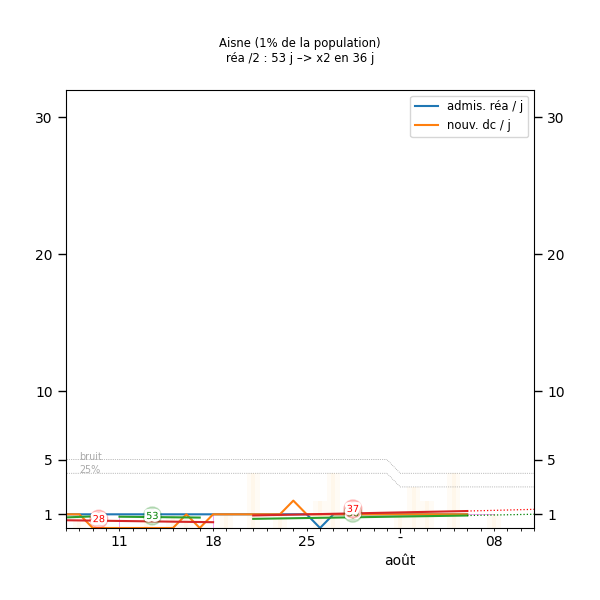 Aisne (1% de la population)
réa /2 : 53 j –> x2 en 36 j
admis. réa / j
nouv. dc / j
30 30
20 20
10 10
5 5
bruit
25%
28 53 37
1 1
11 18 25 - 08
août